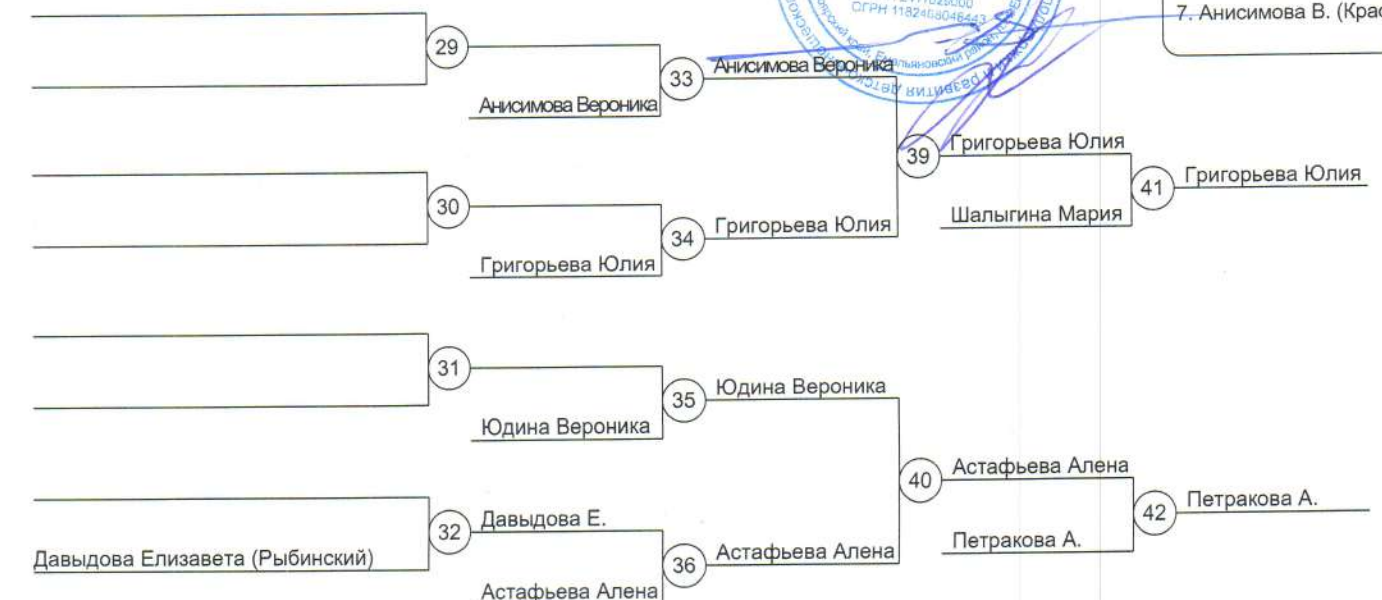 ОГРН 1182468046443
7. Анисимова В.
29
Анисимова Вероника
33
Анисимова Вероника
39
Григорьева Юлия
41
Григорьева Юлия
Шалыгина Мария
30
34
Григорьева Юлия
Григорьева Юлия
31
35
Юдина Вероника
Юдина Вероника
40
Астафьева Алена
42
Петракова А.
Петракова А.
32
Давыдова Е.
Давыдова Елизавета (Рыбинский)
36
Астафьева Алена
Астафьева Алена